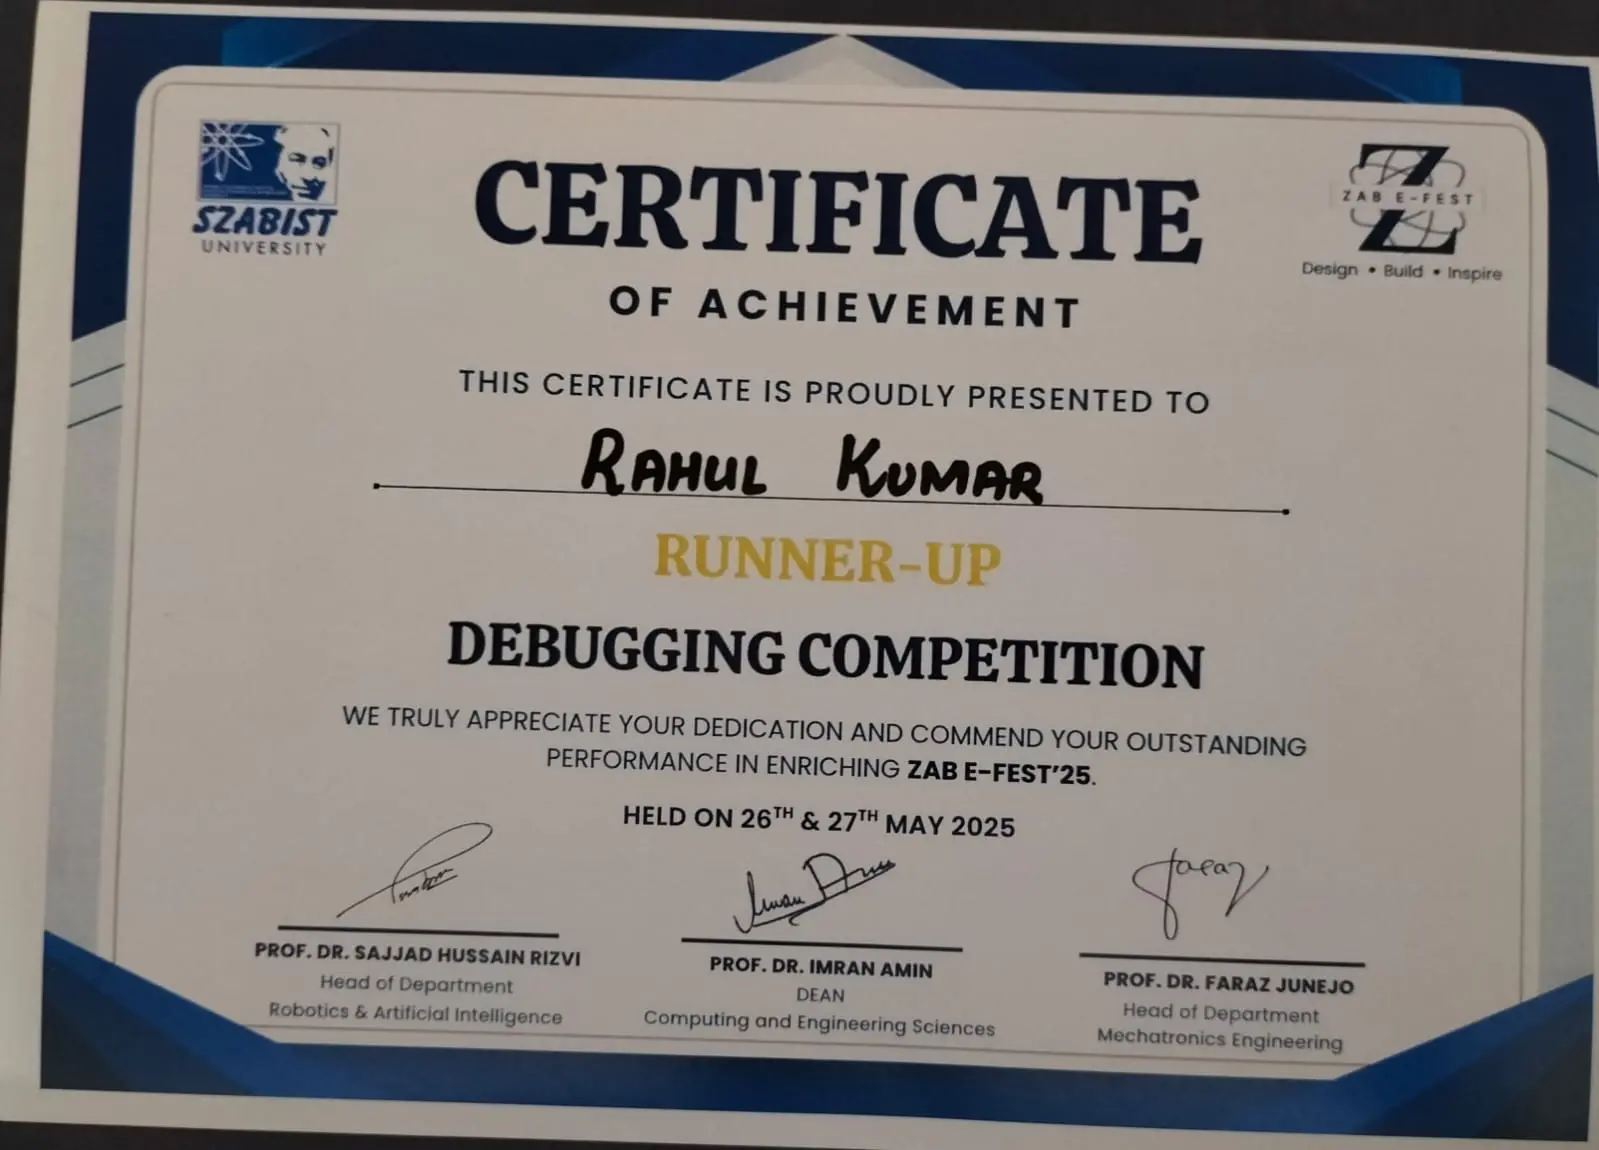 SZABIST
UNIVERSITY
ZAB E-FEST
Design • Build • Inspire
CERTIFICATE
OF ACHIEVEMENT
THIS CERTIFICATE IS PROUDLY PRESENTED TO
RAHUL KUMAR
RUNNER-UP
DEBUGGING COMPETITION
WE TRULY APPRECIATE YOUR DEDICATION AND COMMEND YOUR OUTSTANDING
PERFORMANCE IN ENRICHING ZAB E-FEST'25.
HELD ON 26TH & 27TH MAY 2025
PROF. DR. SAJJAD HUSSAIN RIZVI
Head of Department
Robotics & Artificial Intelligence
PROF. DR. IMRAN AMIN
DEAN
Computing and Engineering Sciences
PROF. DR. FARAZ JUNEJO
Head of Department
Mechatronics Engineering